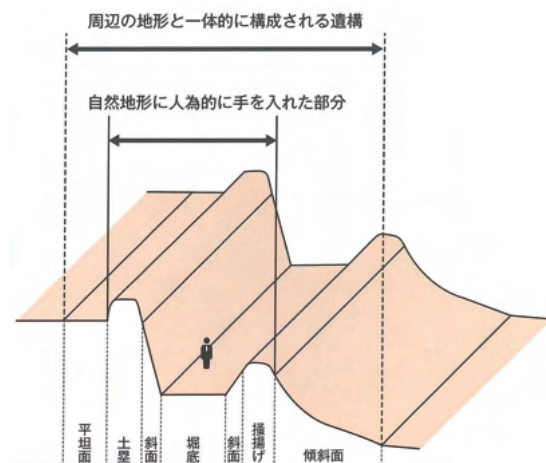 周辺の地形と一体的に構成される遺構
自然地形に人為的に手を入れた部分
平坦面
土塁
斜面
堀底
斜面
掻揚げ
傾斜面